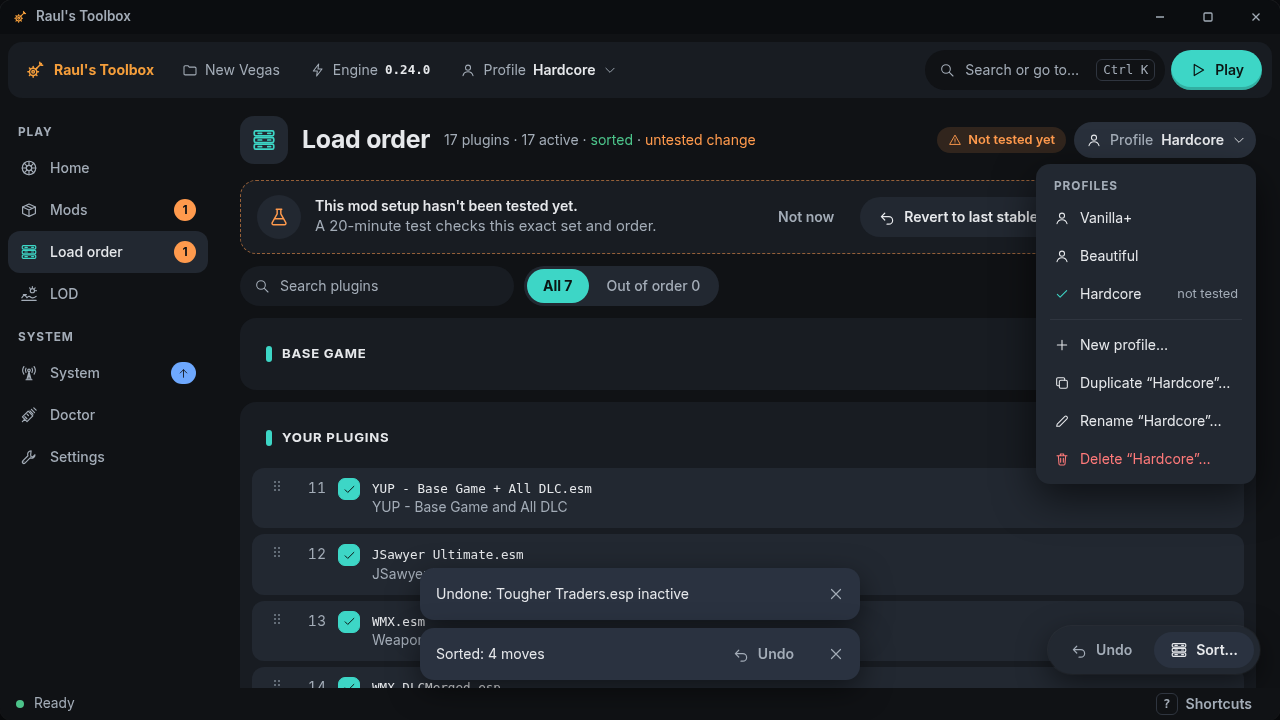 Raul's Toolbox
Raul's Toolbox
New Vegas
Engine 0.24.0
Profile Hardcore
Search or go to...
Ctrl K
Play
PLAY
Home
Mods 1
Load order 1
LOD
SYSTEM
System
Doctor
Settings
Load order
17 plugins · 17 active · sorted · untested change
Not tested yet
Profile Hardcore
This mod setup hasn't been tested yet.
A 20-minute test checks this exact set and order.
Not now
Revert to last stable
Search plugins
All 7
Out of order 0
BASE GAME
YOUR PLUGINS
11 YUP - Base Game + All DLC.esm
YUP - Base Game and All DLC
12 JSawyer Ultimate.esm
JSawye
13 WMX.esm
Weapo
14 WMX DLCMerged.esp
PROFILES
Vanilla+
Beautiful
Hardcore not tested
New profile...
Duplicate “Hardcore”...
Rename “Hardcore”...
Delete “Hardcore”...
Undone: Tougher Traders.esp inactive
Sorted: 4 moves
Undo
Undo
Sort...
Ready
? Shortcuts